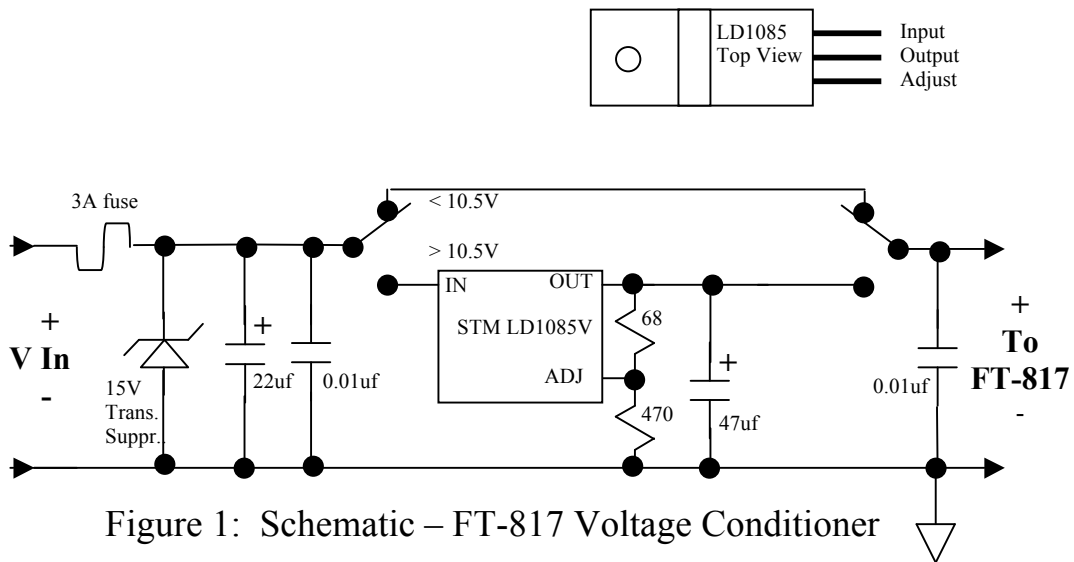 LD1085
Top View
Input
Output
Adjust
3A fuse
< 10.5V
> 10.5V
IN
OUT
STM LD1085V
ADJ
68
470
+
V In
-
15V
Trans.
Suppr..
+
22uf
0.01uf
+
47uf
0.01uf
+
To
FT-817
-
Figure 1: Schematic – FT-817 Voltage Conditioner